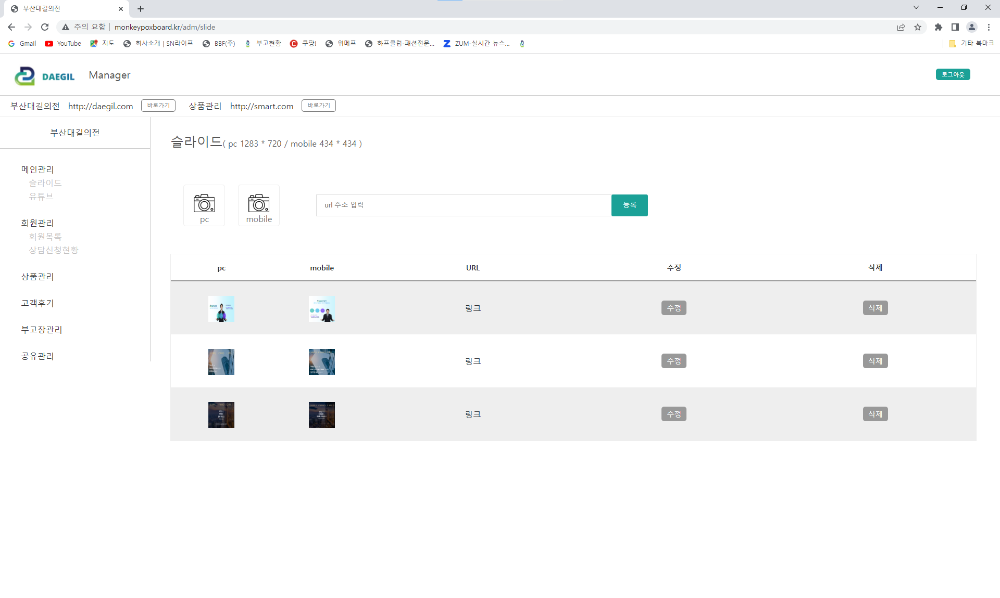 부산대길의전
주의 요함 monkeypoxboard.kr/adm/slide
Gmail YouTube 지도 회사소개 | SN라이프 BBF(주) 부고현황 쿠팡! 위메프 하프클럽-패션전문... ZUM-실시간 뉴스... 기타 북마크
DAEGIL Manager 로그아웃
부산대길의전 http://daegil.com 바로가기 상품관리 http://smart.com 바로가기
부산대길의전
메인관리
슬라이드
유튜브
회원관리
회원목록
상담신청현황
상품관리
고객후기
부고장관리
공유관리
슬라이드( pc 1283 * 720 / mobile 434 * 434 )
pc mobile url 주소 입력 등록
pc mobile URL 수정 삭제
링크 수정 삭제
링크 수정 삭제
링크 수정 삭제